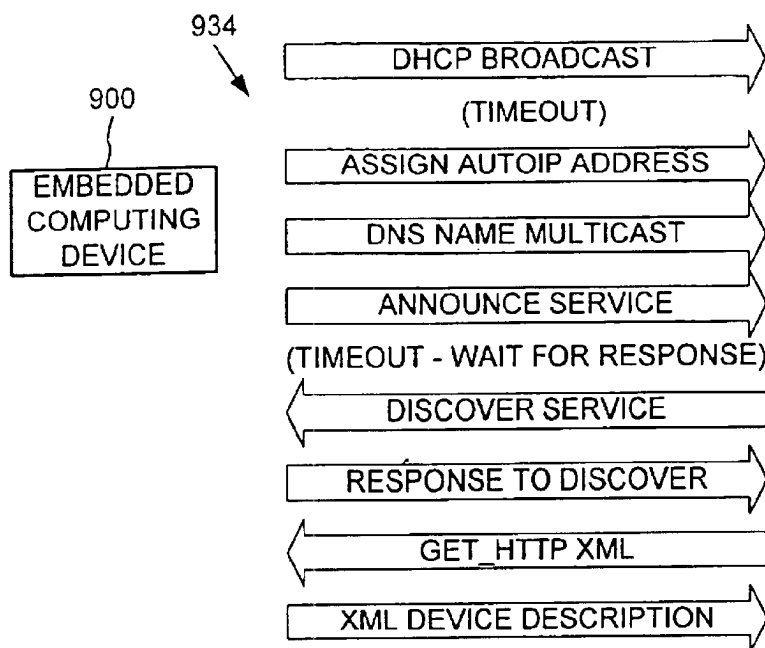 934
DHCP BROADCAST
900
(TIMEOUT)
EMBEDDED
COMPUTING
DEVICE
ASSIGN AUTOIP ADDRESS
DNS NAME MULTICAST
ANNOUNCE SERVICE
(TIMEOUT - WAIT FOR RESPONSE)
DISCOVER SERVICE
RESPONSE TO DISCOVER
GET_HTTP XML
XML DEVICE DESCRIPTION